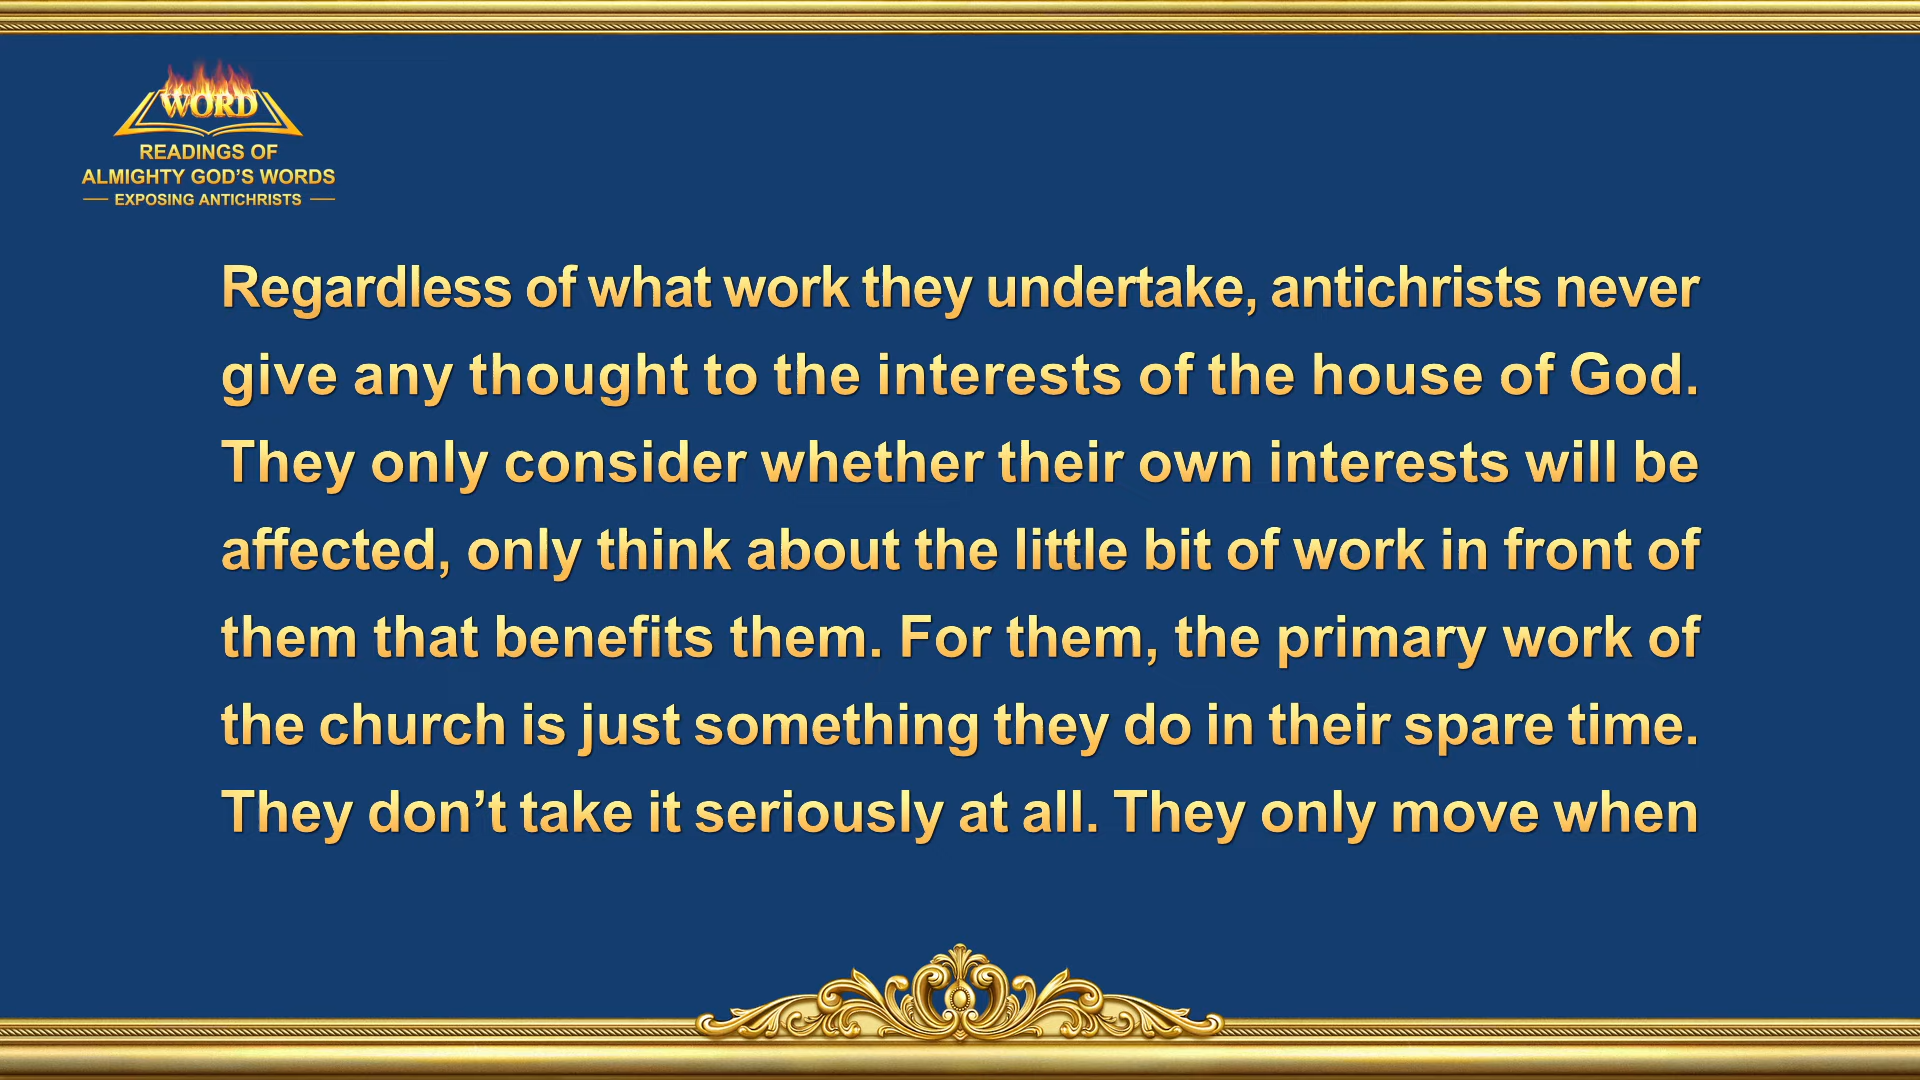 WORD
READINGS OF
ALMIGHTY GOD’S WORDS
EXPOSING ANTICHRISTS
Regardless of what work they undertake, antichrists never
give any thought to the interests of the house of God.
They only consider whether their own interests will be
affected, only think about the little bit of work in front of
them that benefits them. For them, the primary work of
the church is just something they do in their spare time.
They don’t take it seriously at all. They only move when